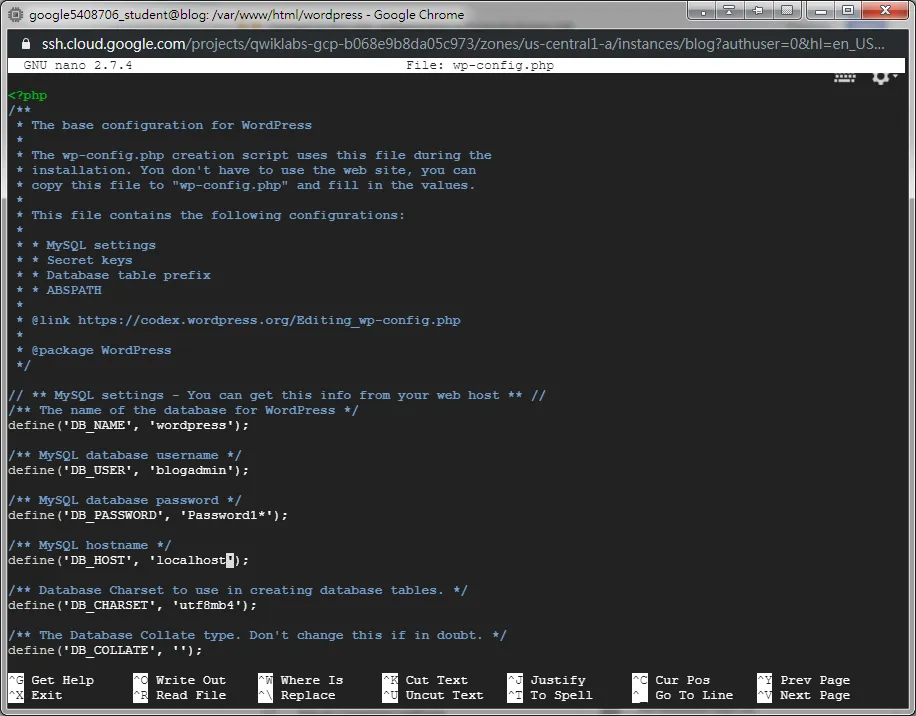 google5408706_student@blog: /var/www/html/wordpress - Google Chrome
ssh.cloud.google.com/projects/qwiklabs-gcp-b068e9b8da05c973/zones/us-central1-a/instances/blog?authuser=0&hl=en_US...
GNU nano 2.7.4 File: wp-config.php
<?php
/**
 * The base configuration for WordPress
 *
 * The wp-config.php creation script uses this file during the
 * installation. You don't have to use the web site, you can
 * copy this file to "wp-config.php" and fill in the values.
 *
 * This file contains the following configurations:
 *
 * * MySQL settings
 * * Secret keys
 * * Database table prefix
 * * ABSPATH
 *
 * @link https://codex.wordpress.org/Editing_wp-config.php
 *
 * @package WordPress
 */
// ** MySQL settings - You can get this info from your web host ** //
/** The name of the database for WordPress */
define('DB_NAME', 'wordpress');
/** MySQL database username */
define('DB_USER', 'blogadmin');
/** MySQL database password */
define('DB_PASSWORD', 'Password1*');
/** MySQL hostname */
define('DB_HOST', 'localhost');
/** Database Charset to use in creating database tables. */
define('DB_CHARSET', 'utf8mb4');
/** The Database Collate type. Don't change this if in doubt. */
define('DB_COLLATE', '');
^G Get Help ^O Write Out ^W Where Is ^K Cut Text ^J Justify ^C Cur Pos ^Y Prev Page
^X Exit ^R Read File ^\ Replace ^U Uncut Text ^T To Spell ^_ Go To Line ^V Next Page